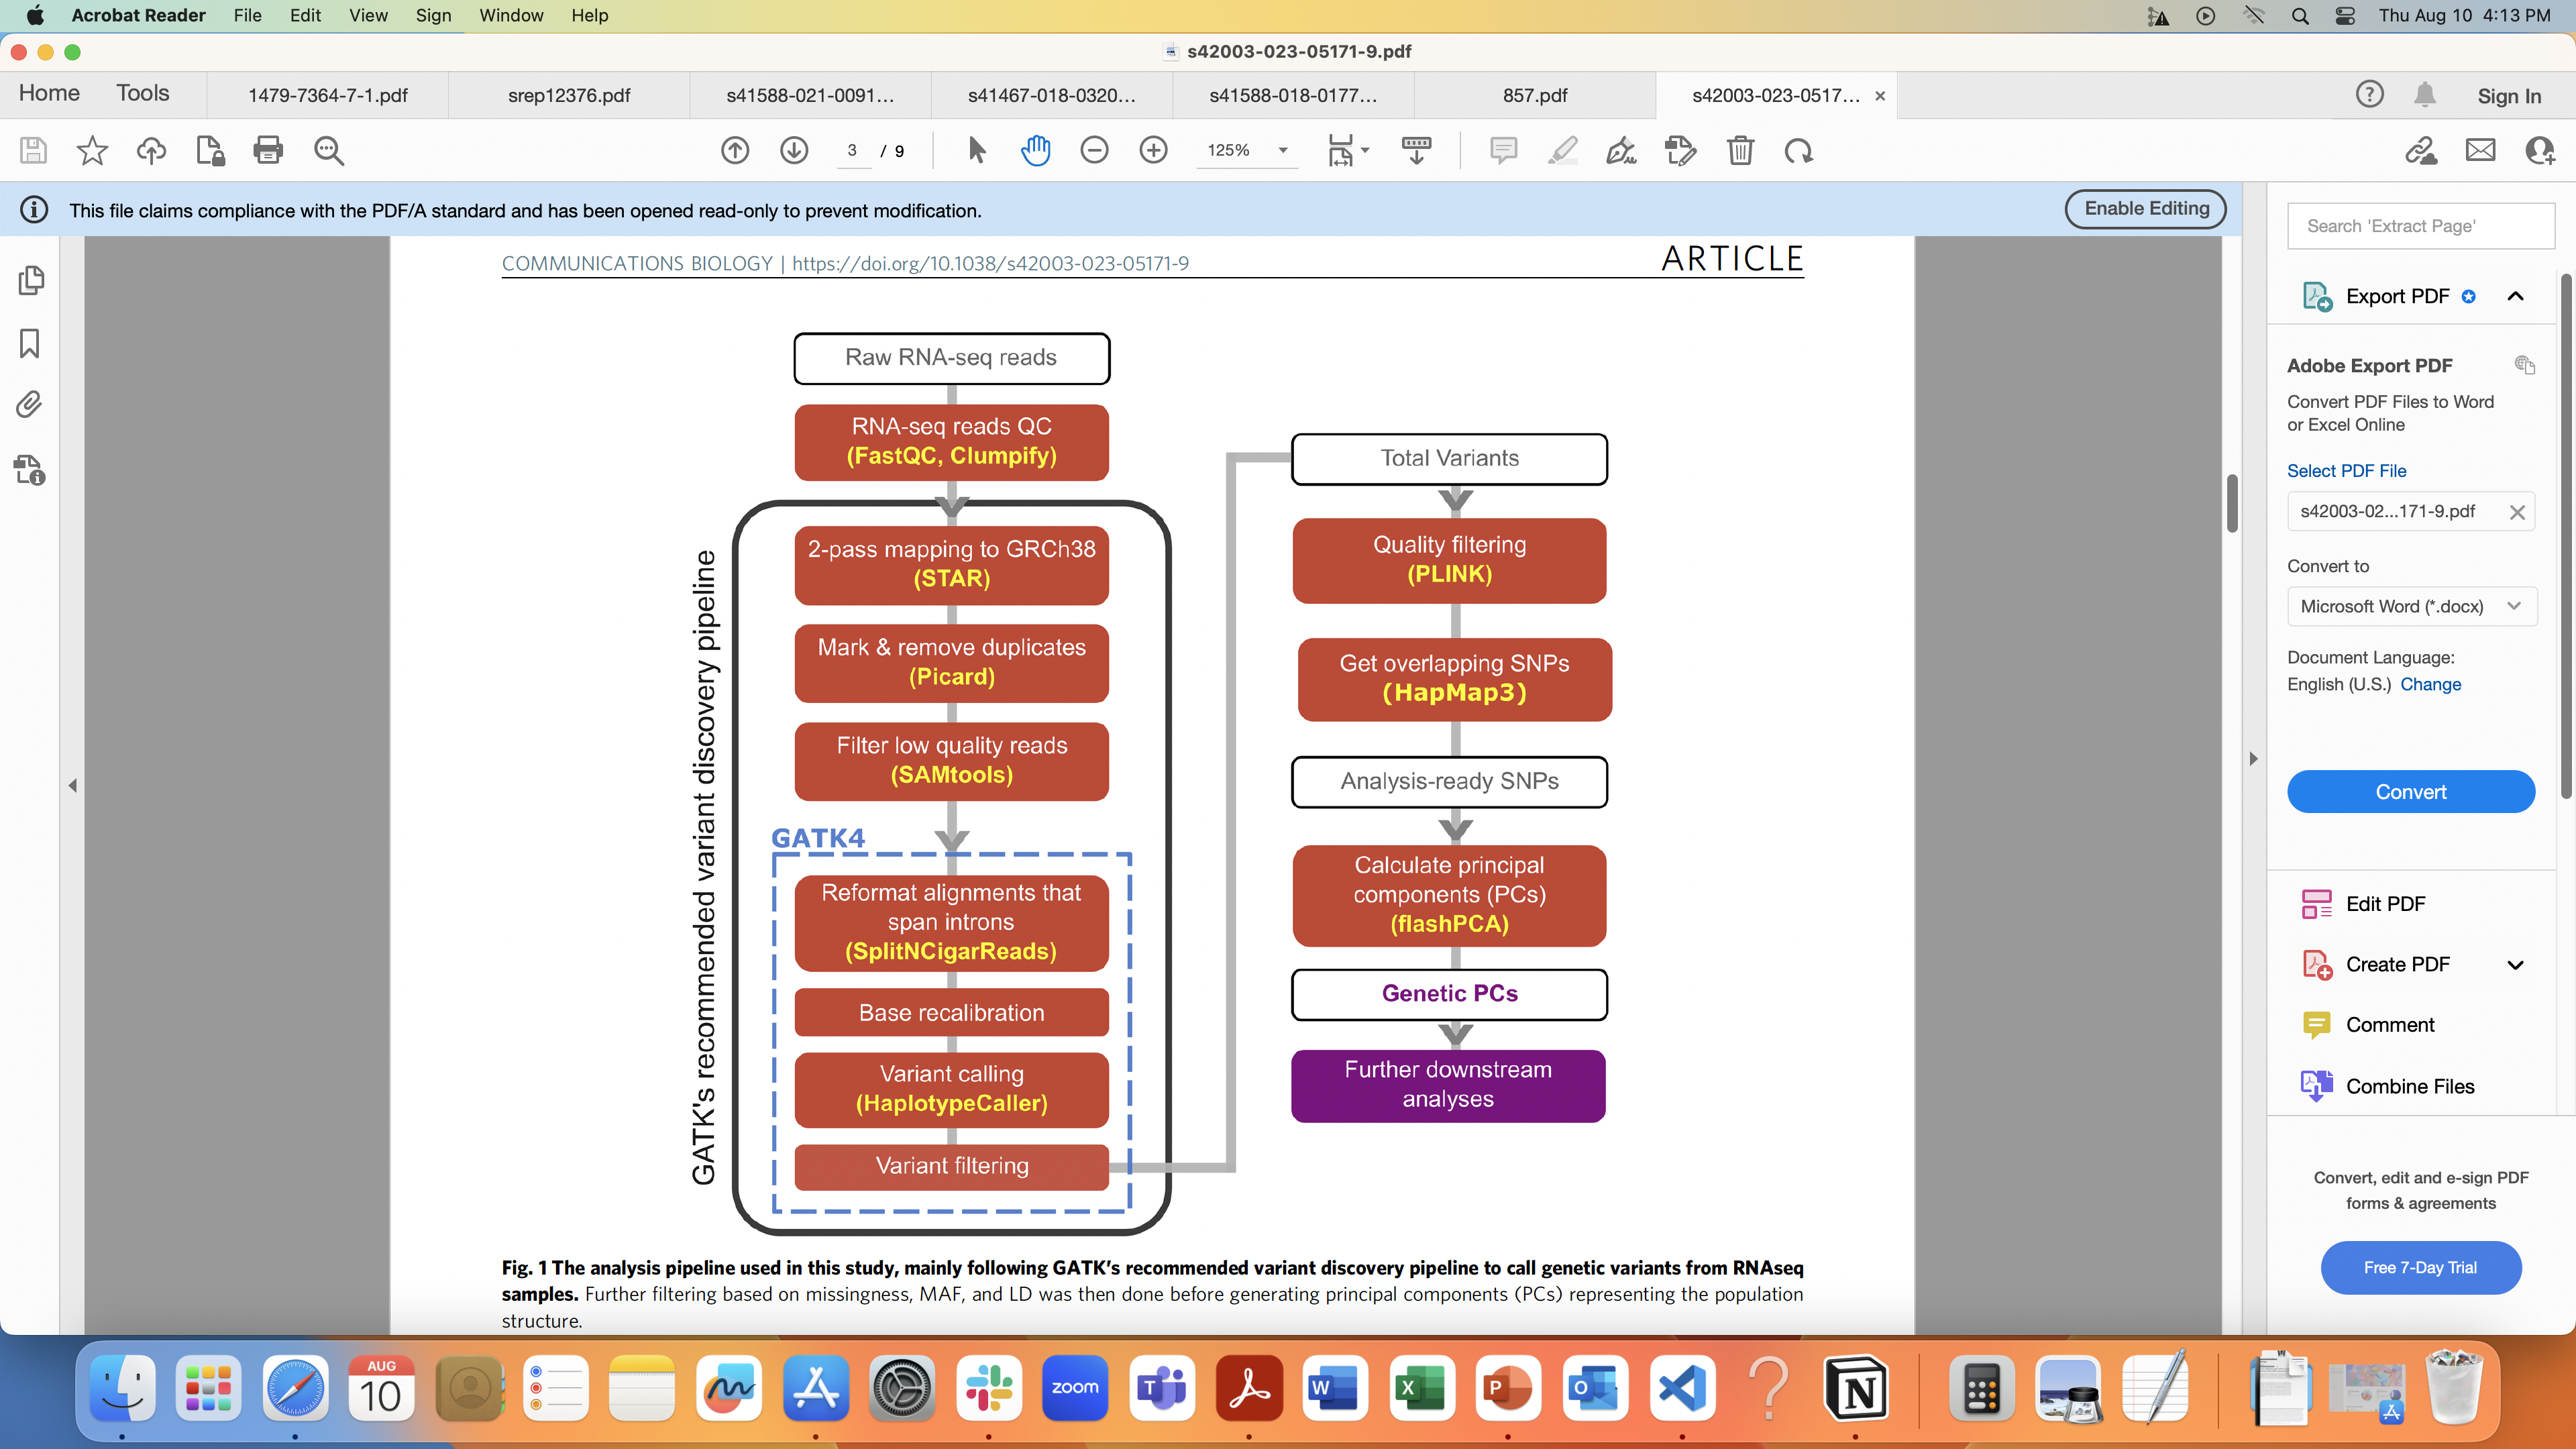 Acrobat Reader File Edit View Sign Window Help Thu Aug 10 4:13 PM
s42003-023-05171-9.pdf
Home Tools 1479-7364-7-1.pdf srep12376.pdf s41588-021-0091... s41467-018-0320... s41588-018-0177... 857.pdf s42003-023-0517... Sign In
3 / 9 125%
This file claims compliance with the PDF/A standard and has been opened read-only to prevent modification. Enable Editing
COMMUNICATIONS BIOLOGY | https://doi.org/10.1038/s42003-023-05171-9 ARTICLE
Raw RNA-seq reads
RNA-seq reads QC
(FastQC, Clumpify)
GATK's recommended variant discovery pipeline
2-pass mapping to GRCh38
(STAR)
Mark & remove duplicates
(Picard)
Filter low quality reads
(SAMtools)
GATK4
Reformat alignments that
span introns
(SplitNCigarReads)
Base recalibration
Variant calling
(HaplotypeCaller)
Variant filtering
Total Variants
Quality filtering
(PLINK)
Get overlapping SNPs
(HapMap3)
Analysis-ready SNPs
Calculate principal
components (PCs)
(flashPCA)
Genetic PCs
Further downstream
analyses
Fig. 1 The analysis pipeline used in this study, mainly following GATK's recommended variant discovery pipeline to call genetic variants from RNAseq
samples. Further filtering based on missingness, MAF, and LD was then done before generating principal components (PCs) representing the population
structure.
Search 'Extract Page'
Export PDF
Adobe Export PDF
Convert PDF Files to Word
or Excel Online
Select PDF File
s42003-02...171-9.pdf
Convert to
Microsoft Word (*.docx)
Document Language:
English (U.S.) Change
Convert
Edit PDF
Create PDF
Comment
Combine Files
Convert, edit and e-sign PDF
forms & agreements
Free 7-Day Trial
AUG
10
zoom
T
W
X
P
O
N